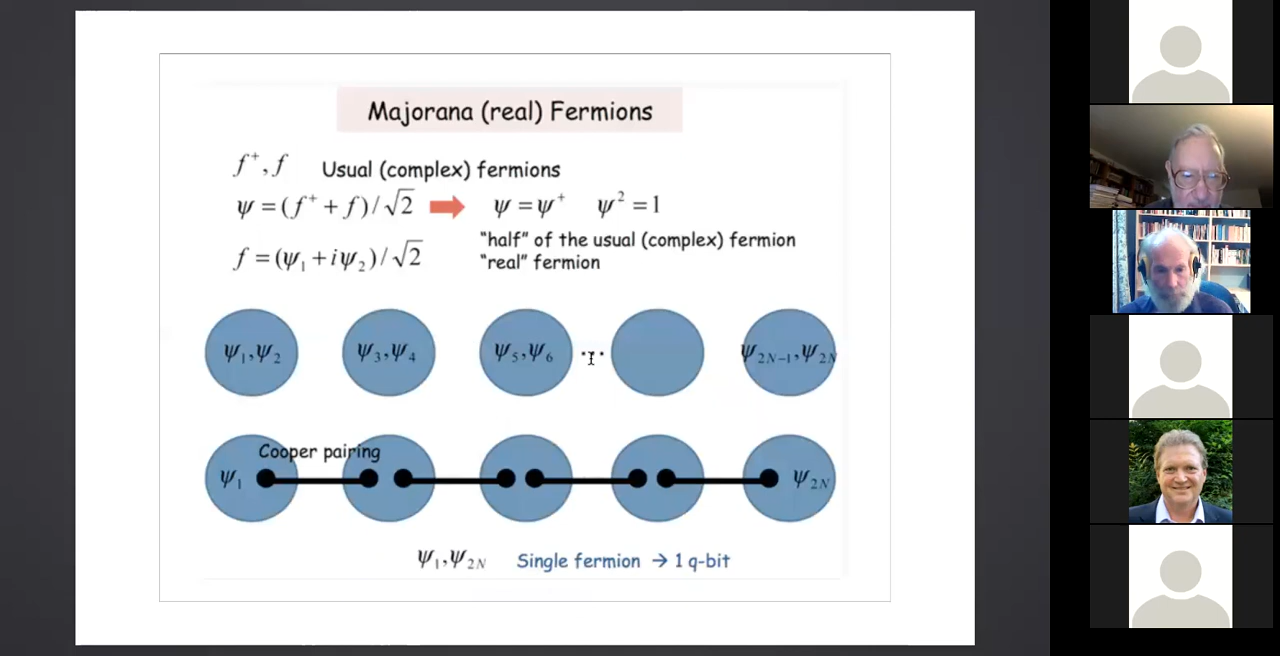 Majorana (real) Fermions
f⁺, f Usual (complex) fermions
ψ = (f⁺ + f)/√2 ψ = ψ⁺ ψ² = 1
"half" of the usual (complex) fermion
f = (ψ₁ + iψ₂)/√2
"real" fermion
ψ₁,ψ₂ ψ₃,ψ₄ ψ₅,ψ₆ ... ψ₂N₋₁,ψ₂N
Cooper pairing
ψ₁ ψ₂N
ψ₁,ψ₂N Single fermion → 1 q-bit